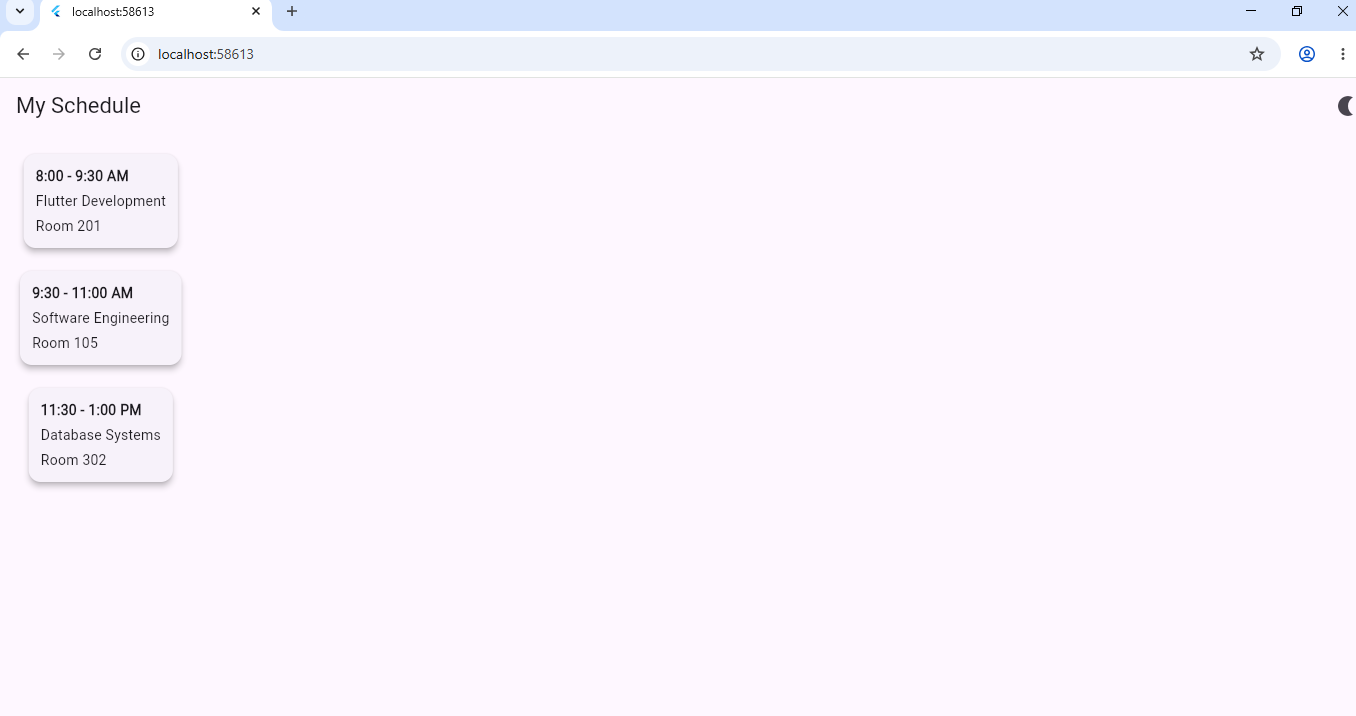 localhost:58613
localhost:58613
My Schedule
8:00 - 9:30 AM
Flutter Development
Room 201
9:30 - 11:00 AM
Software Engineering
Room 105
11:30 - 1:00 PM
Database Systems
Room 302